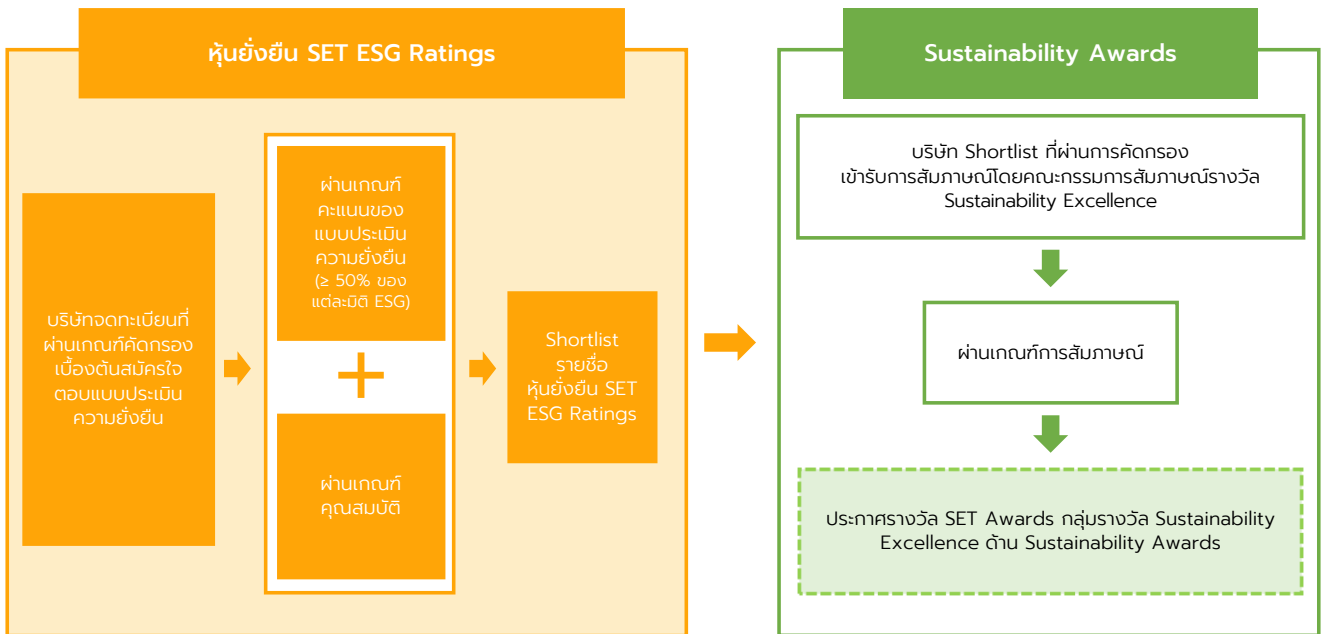 หุ้นยั่งยืน SET ESG Ratings
บริษัทจดทะเบียนที่
ผ่านเกณฑ์คัดกรอง
เบื้องต้นสมัครใจ
ตอบแบบประเมิน
ความยั่งยืน
ผ่านเกณฑ์
คะแนนของ
แบบประเมิน
ความยั่งยืน
(≥ 50% ของ
แต่ละมิติ ESG)
+
ผ่านเกณฑ์
คุณสมบัติ
Shortlist
รายชื่อ
หุ้นยั่งยืน SET
ESG Ratings
Sustainability Awards
บริษัท Shortlist ที่ผ่านการคัดกรอง
เข้ารับการสัมภาษณ์โดยคณะกรรมการสัมภาษณ์รางวัล
Sustainability Excellence
ผ่านเกณฑ์การสัมภาษณ์
ประกาศรางวัล SET Awards กลุ่มรางวัล Sustainability
Excellence ด้าน Sustainability Awards